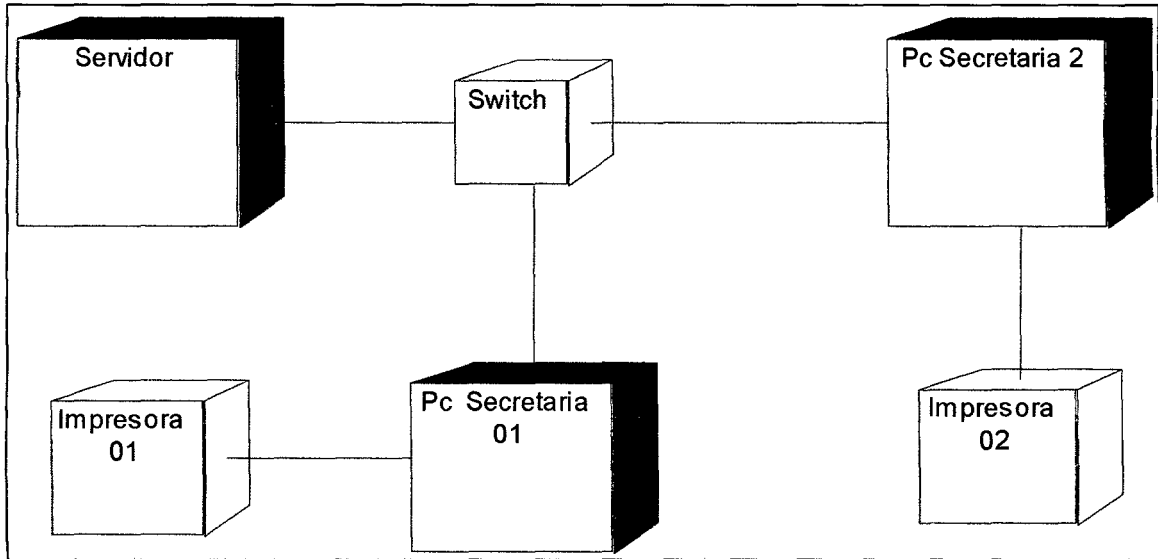 Servidor
Switch
Pc Secretaria 2
Impresora
01
Pc Secretaria
01
Impresora
02